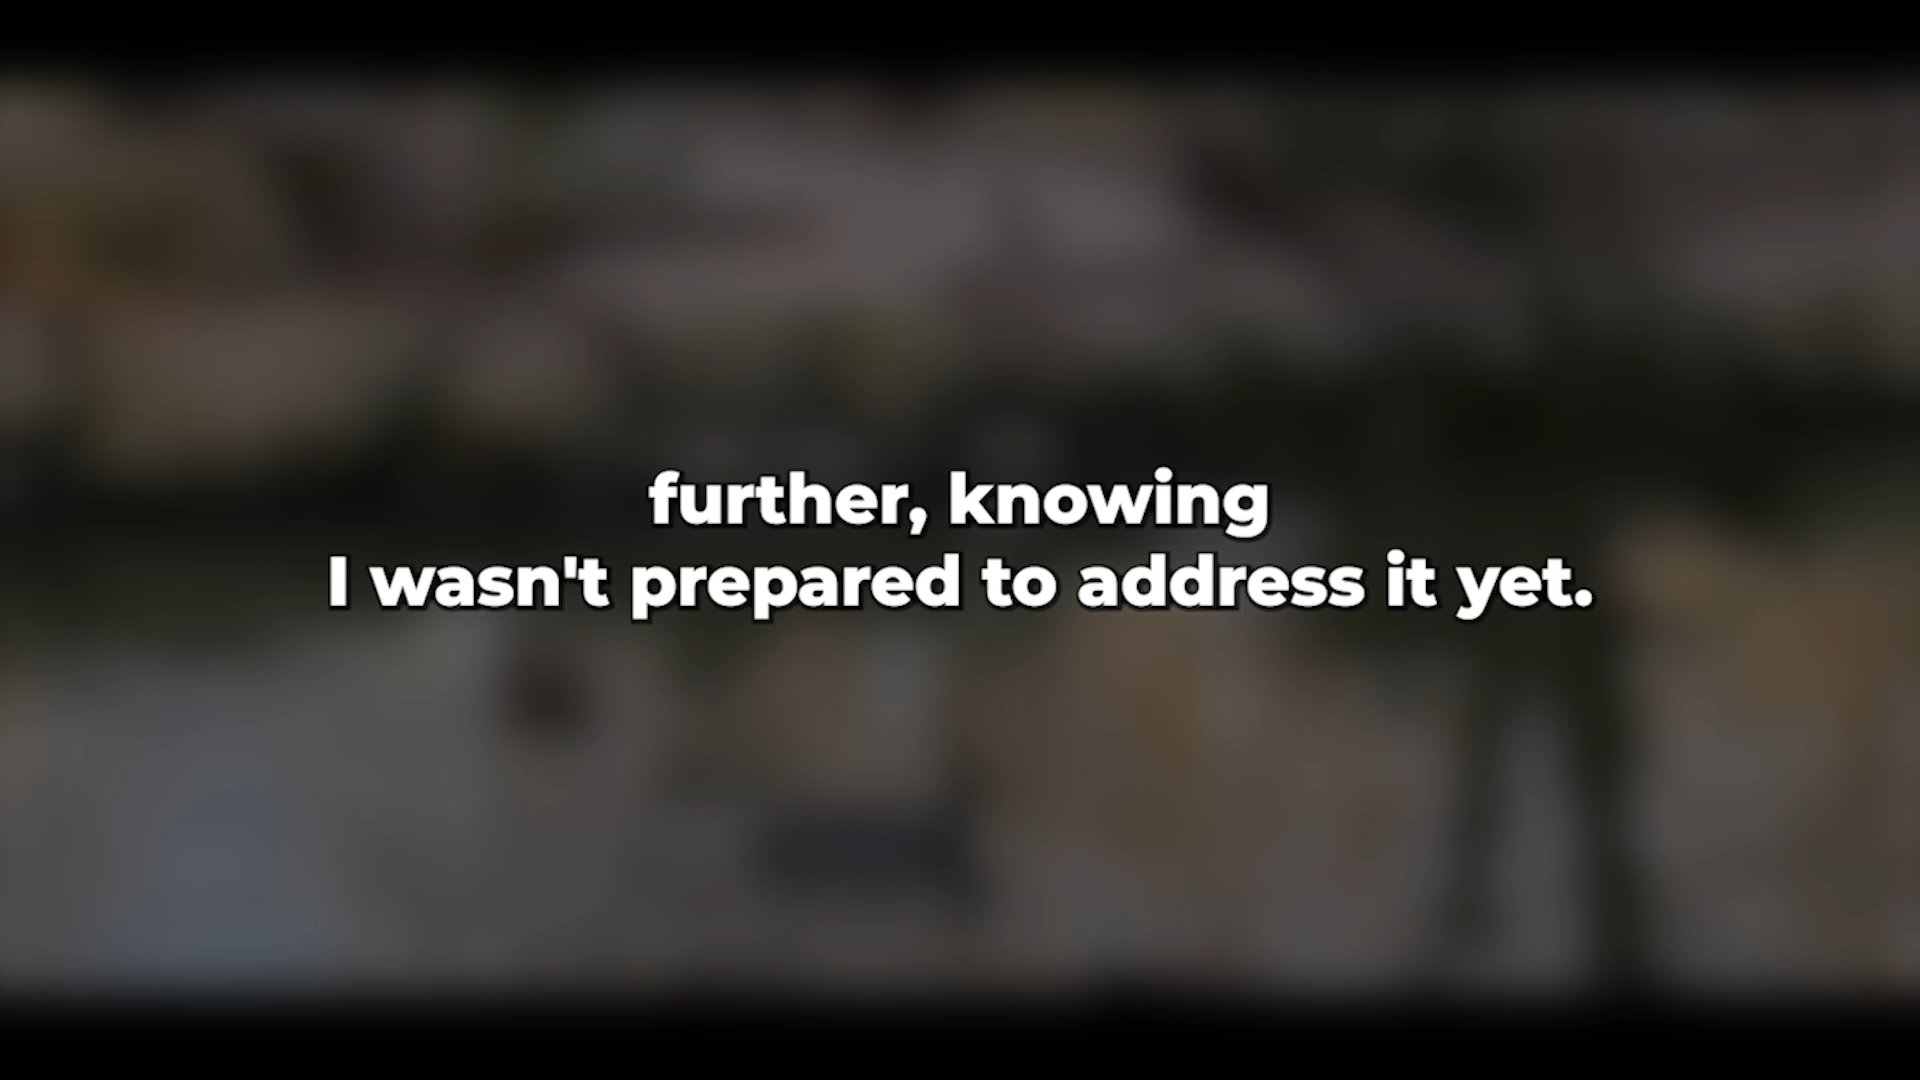 further, knowing
I wasn't prepared to address it yet.